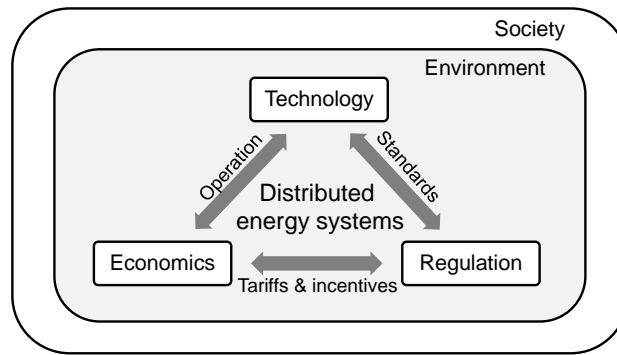 Society
Environment
Technology
Operation
Standards
Distributed
energy systems
Economics
Regulation
Tariffs & incentives